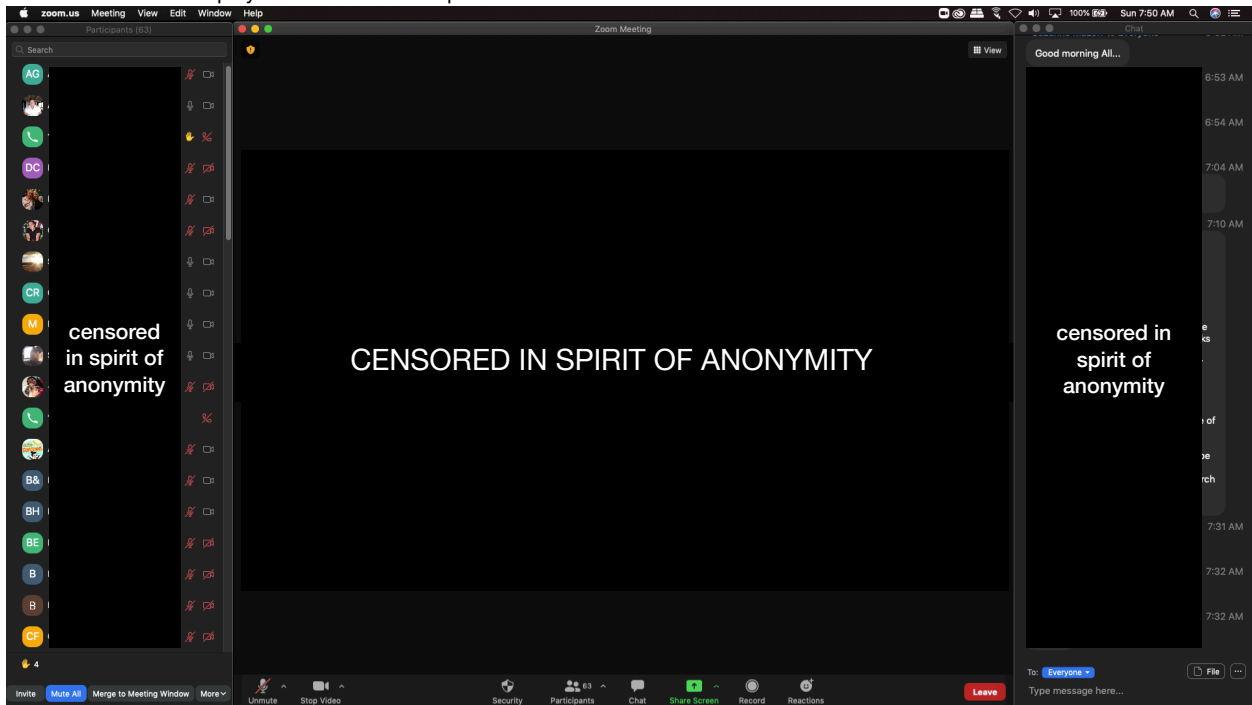 zoom.us Meeting View Edit Window Help 100% Sun 7:50 AM
Participants (63)
Zoom Meeting
Chat
Search
View
Good morning All...
6:53 AM
AG
6:54 AM
DC
7:04 AM
7:10 AM
CR
M
censored
in spirit of
anonymity
CENSORED IN SPIRIT OF ANONYMITY
censored in
spirit of
anonymity
of
B&
BH
7:31 AM
BE
B
7:32 AM
B
7:32 AM
CF
4
To: Everyone File
Invite Mute All Merge to Meeting Window More
Type message here...
Unmute Stop Video Security Participants 63 Chat Share Screen Record Reactions Leave